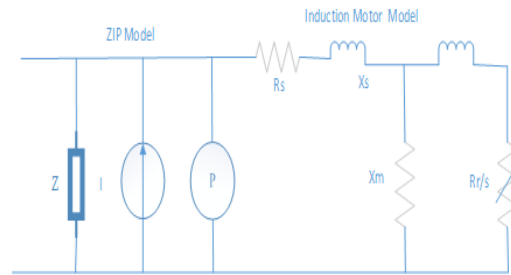 Induction Motor Model
ZIP Model
Rs
Xs
Z
I
P
Xm
Rr/s